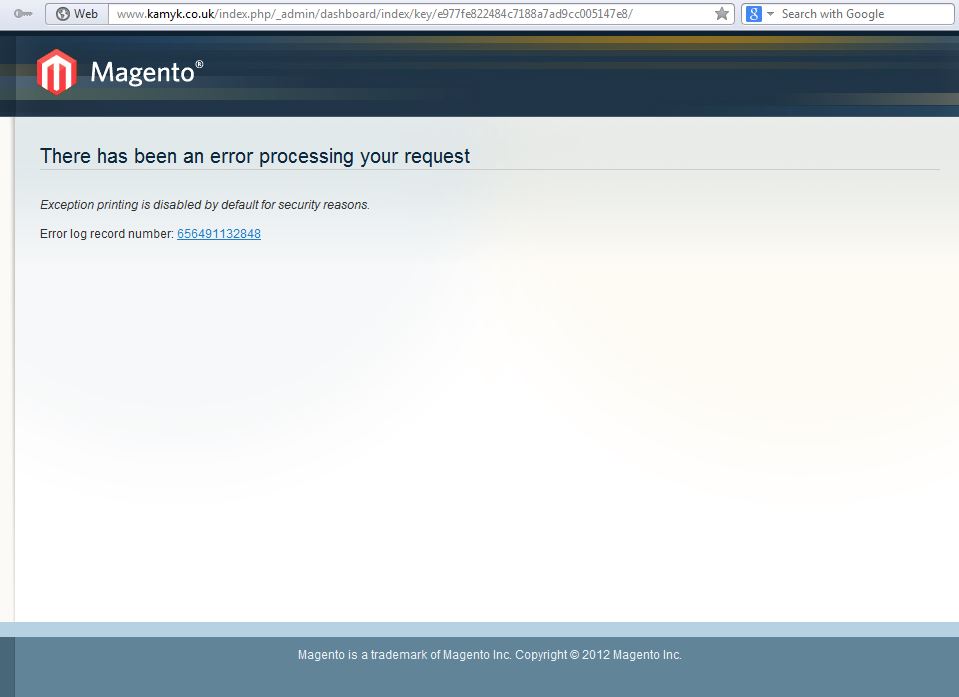 Web
www.kamyk.co.uk/index.php/_admin/dashboard/index/key/e977fe822484c7188a7ad9cc005147e8/
8
Search with Google
Magento®
There has been an error processing your request
Exception printing is disabled by default for security reasons.
Error log record number: 656491132848
Magento is a trademark of Magento Inc. Copyright © 2012 Magento Inc.